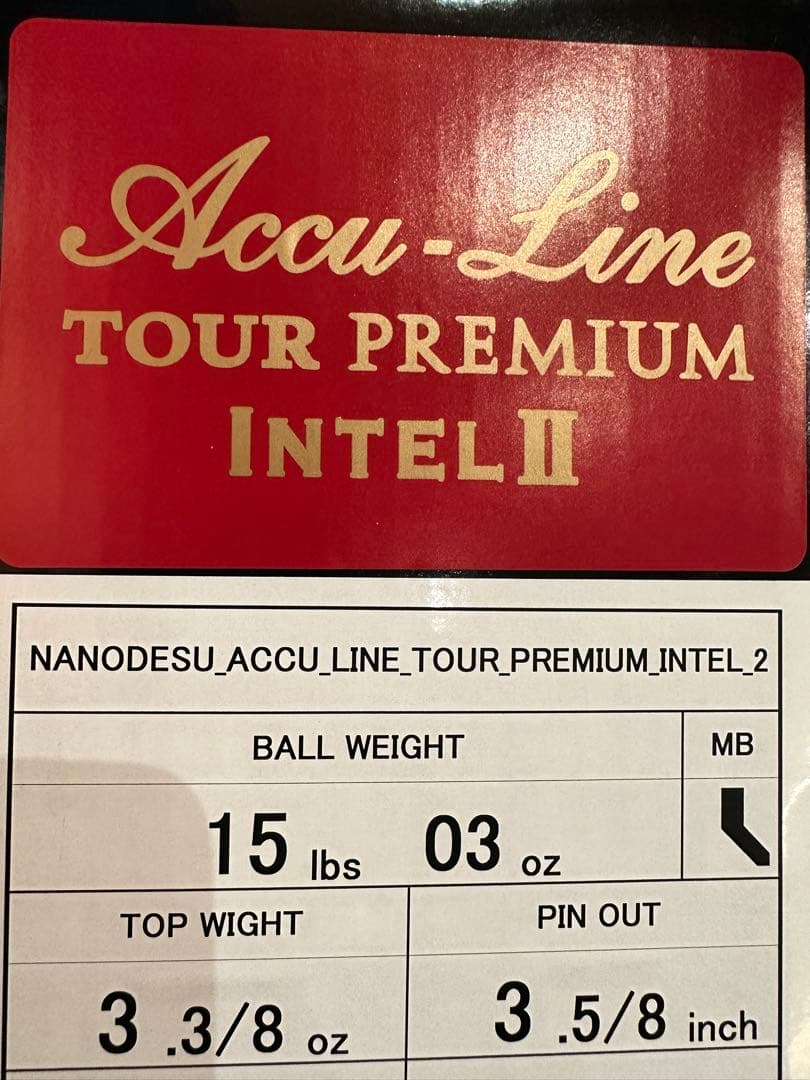 Accu-Line
TOUR PREMIUM
INTEL II
NANODESU_ACCU_LINE_TOUR_PREMIUM_INTEL_2
BALL WEIGHT MB
15 lbs 03 oz
TOP WIGHT PIN OUT
3 .3/8 oz 3 .5/8 inch